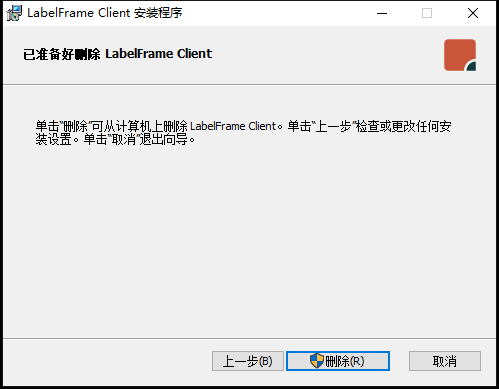 LabelFrame Client 安装程序
已准备好删除 LabelFrame Client
单击"删除"可从计算机上删除 LabelFrame Client。单击"上一步"检查或更改任何安
装设置。单击"取消"退出向导。
上一步(B) 删除(R) 取消